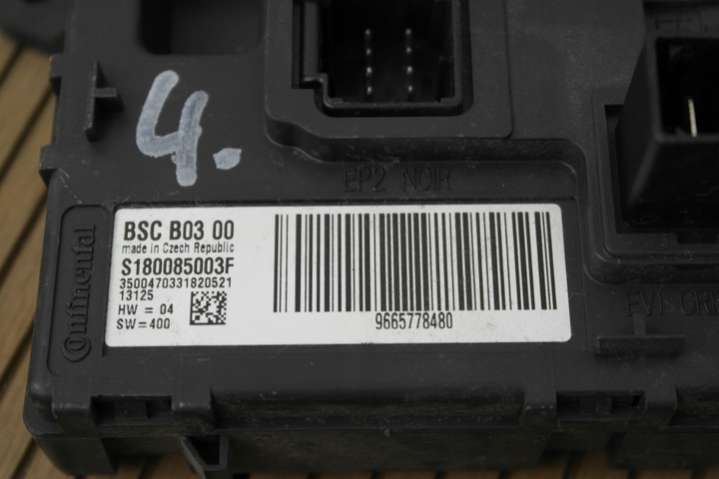 4.
EP2 NOIR
Continental
BSC B03 00
made in Czech Republic
S180085003F
3500470331820521
13125
HW = 04
SW=400
9665778480